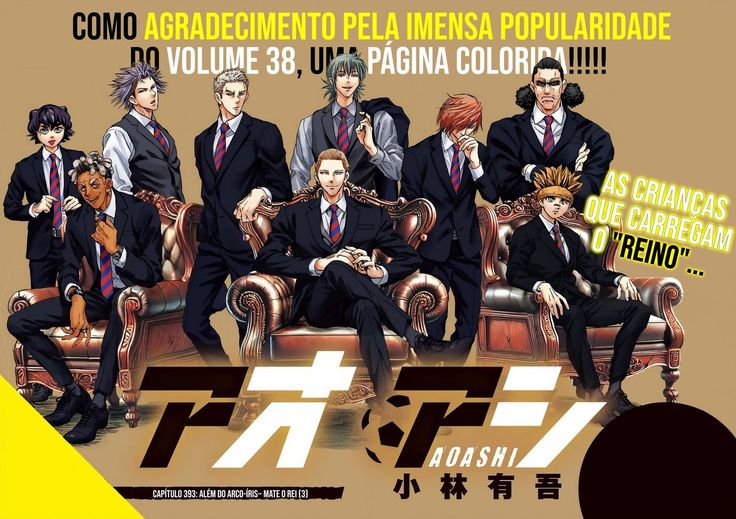 COMO AGRADECIMENTO PELA IMENSA POPULARIDADE
DO VOLUME 38, UMA PÁGINA COLORIDA!!!!!
AS CRIANÇAS
QUE CARREGAM
O "REINO"...
アオアシ
AOASHI
小林有吾
CAPÍTULO 393: ALÉM DO ARCO-ÍRIS~ MATE O REI (3)